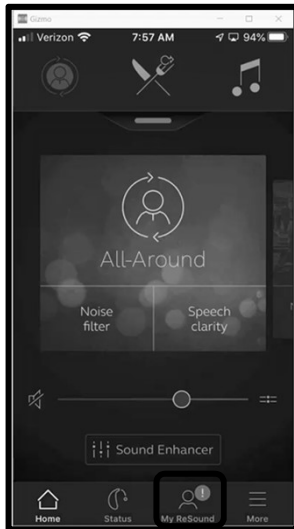 Gizmo
Verizon 7:57 AM 94%
All-Around
Noise
filter
Speech
clarity
Sound Enhancer
!
Home Status My ReSound More